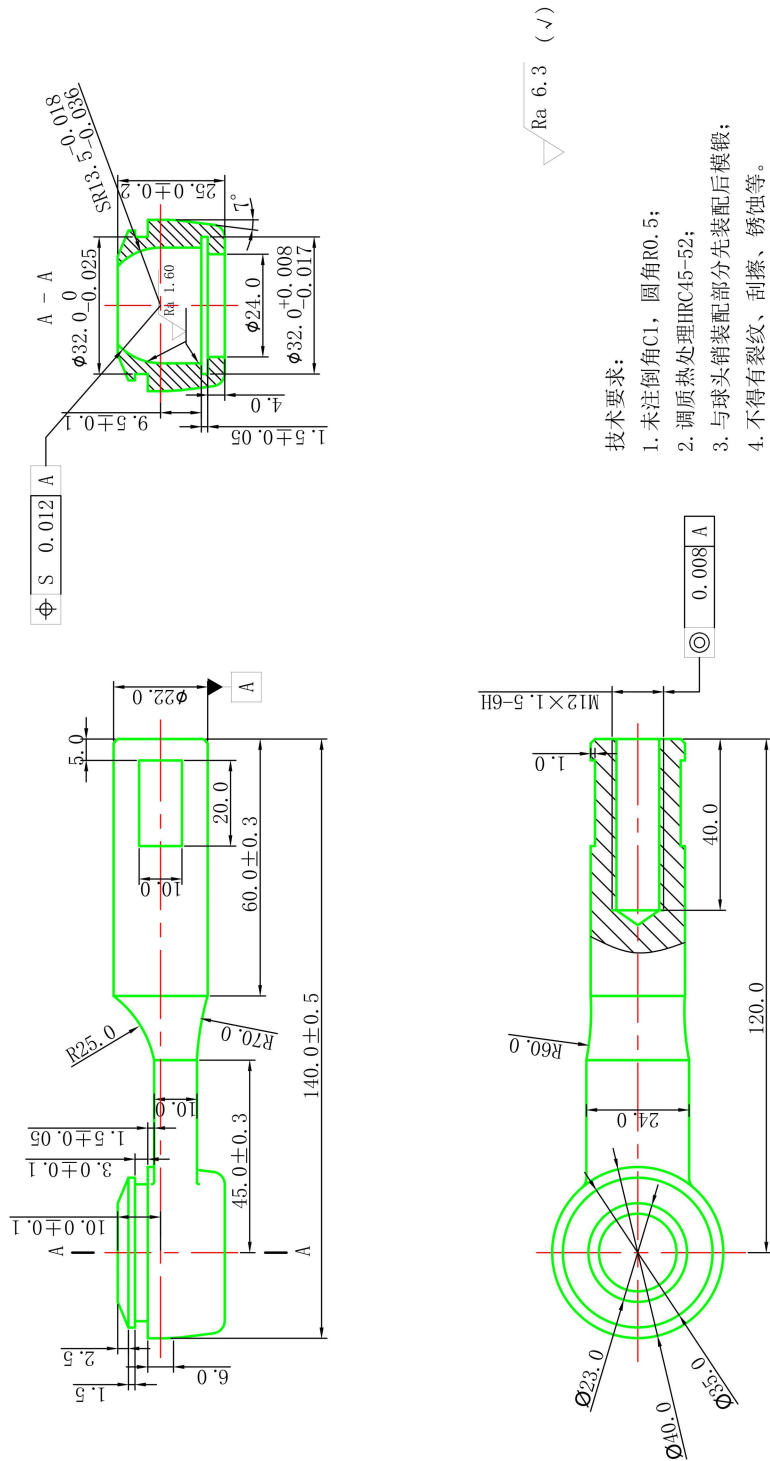 A - A
φ32.0 0 -0.025
SR13.5-0.018 -0.036
25.0±0.2
7°
Ra 1.60
φ24.0
φ32.0+0.008 -0.017
9.5±0.1
1.5±0.05
4.0
⌖ S 0.012 A
Ra 6.3 (√)
技术要求：
1.未注倒角C1，圆角R0.5；
2.调质热处理HRC45-52；
3.与球头销装配部分先装配后模锻；
4.不得有裂纹、刮擦、锈蚀等。
φ22.0
A
5.0
20.0
10.0
60.0±0.3
R25.0
R70.0
140.0±0.5
10.0
1.5±0.05
3.0±0.1
10.0±0.1
45.0±0.3
A
A
2.5
1.5
6.0
M12×1.5-6H
◎ 0.008 A
1.0
40.0
R60.0
120.0
24.0
Ø23.0
Ø40.0
Ø35.0